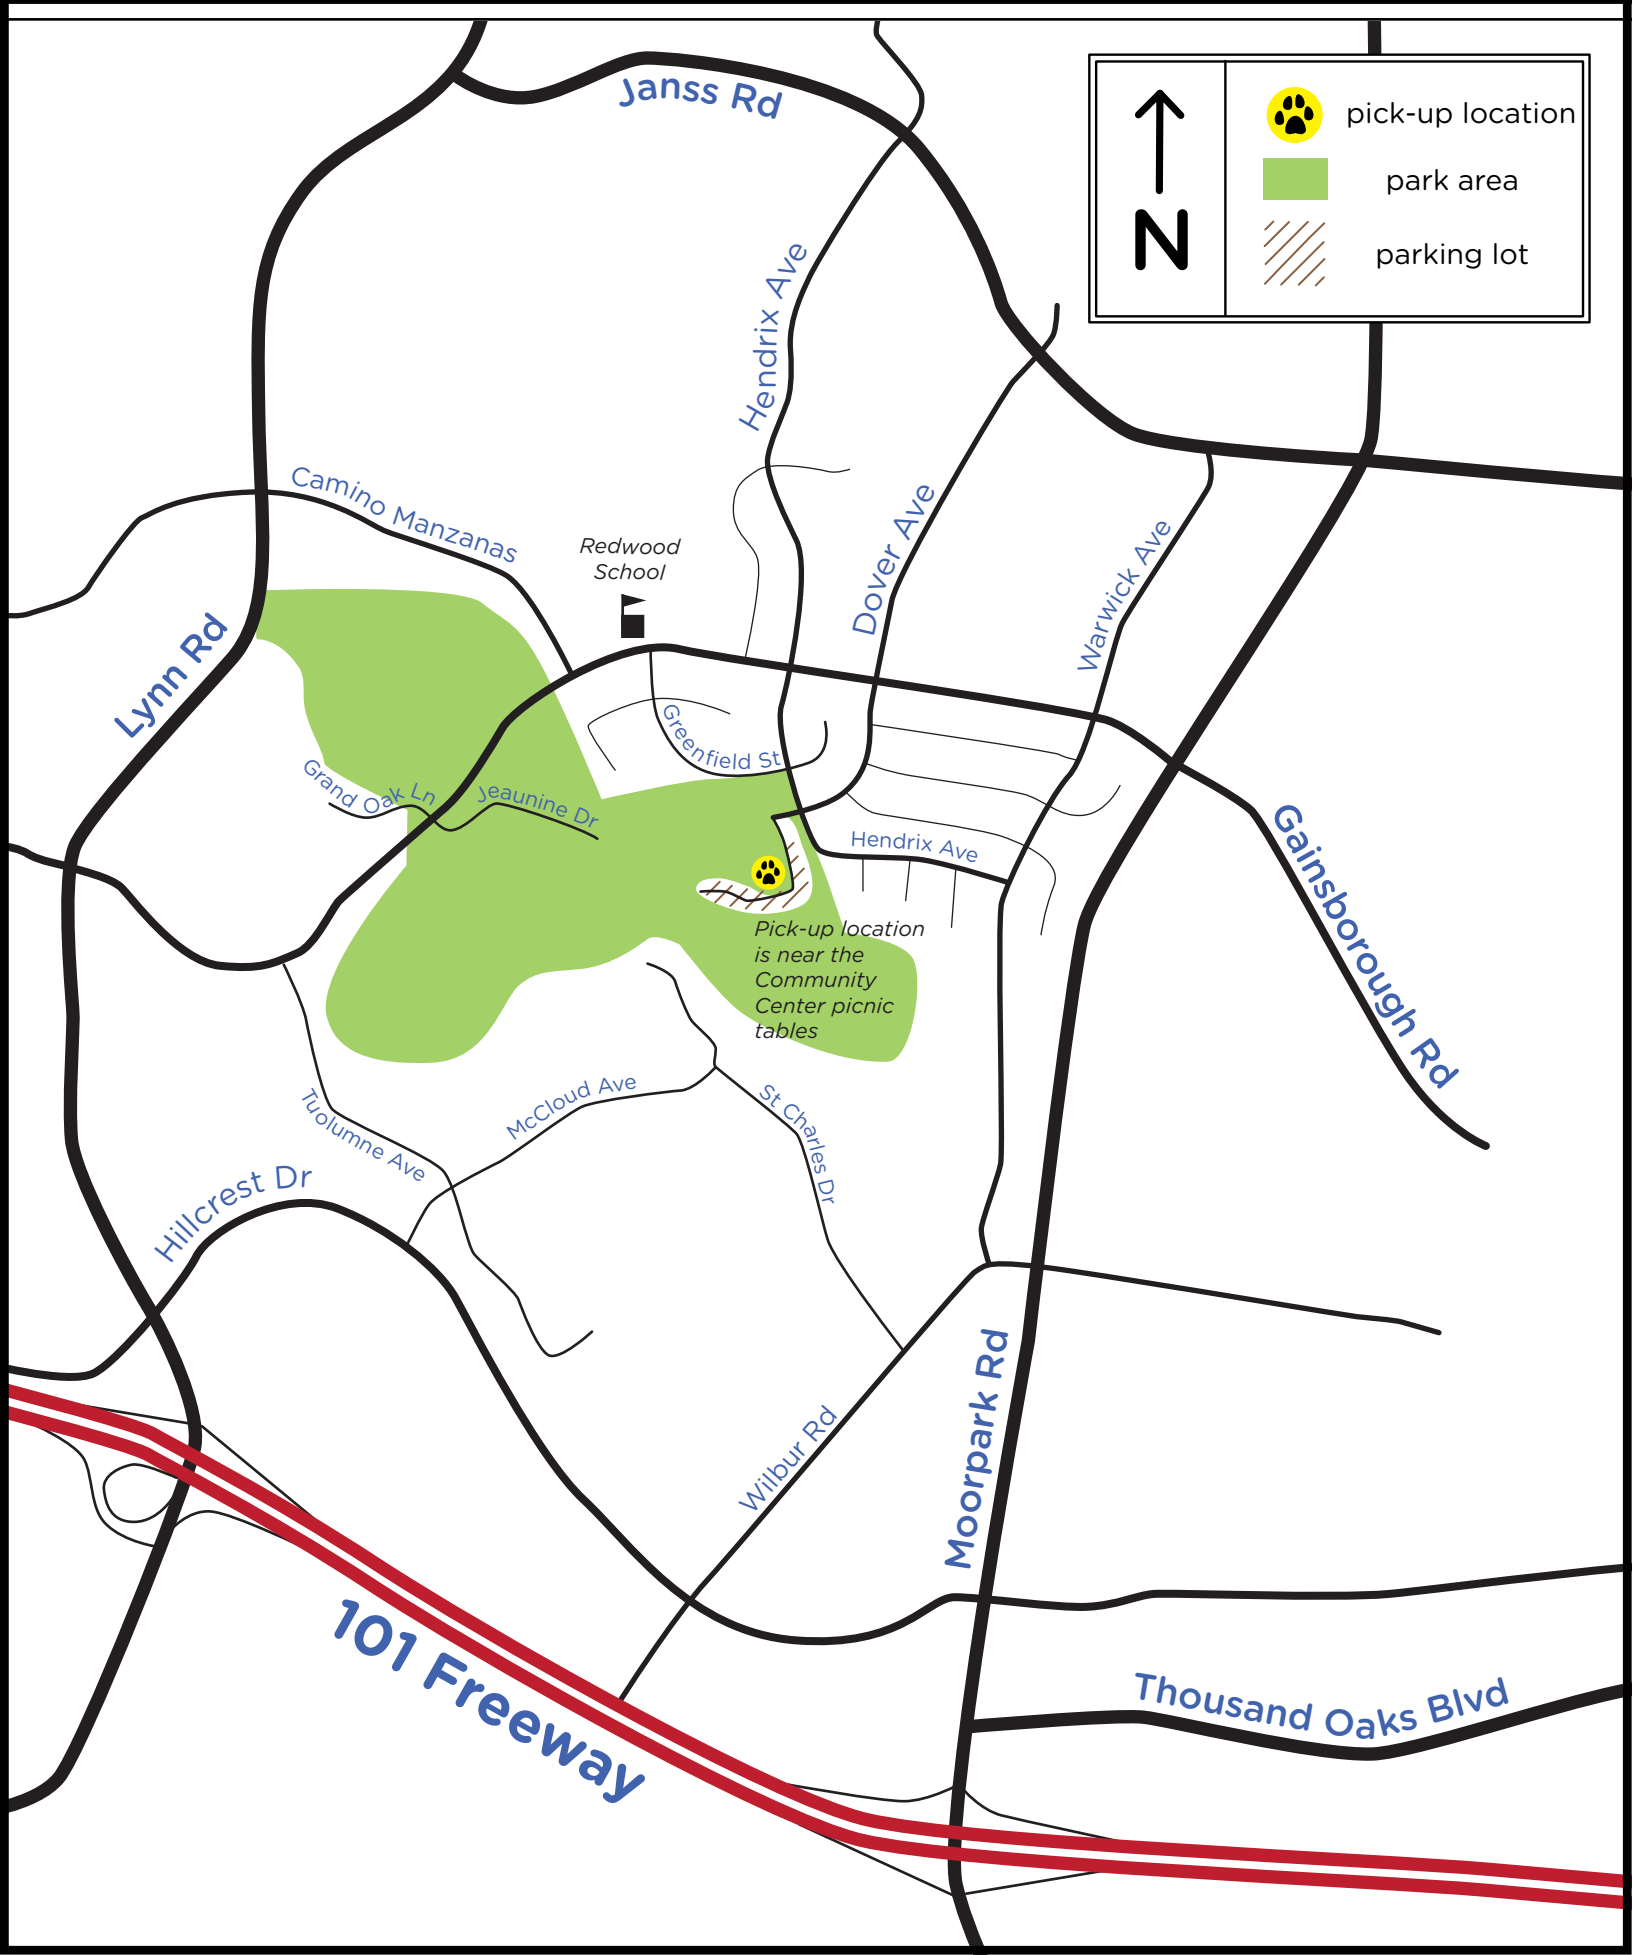 Janss Rd
pick-up location
park area
N
parking lot
Hendrix Ave
Camino Manzanas
Dover Ave
Warwick Ave
Redwood
School
Lynn Rd
Greenfield St
Grand Oak Ln
Jeaunine Dr
Hendrix Ave
Gainsborough Rd
Pick-up location
is near the
Community
Center picnic
tables
Tuolumne Ave
McCloud Ave
St Charles Dr
Hillcrest Dr
Moorpark Rd
Wilbur Rd
101 Freeway
Thousand Oaks Blvd